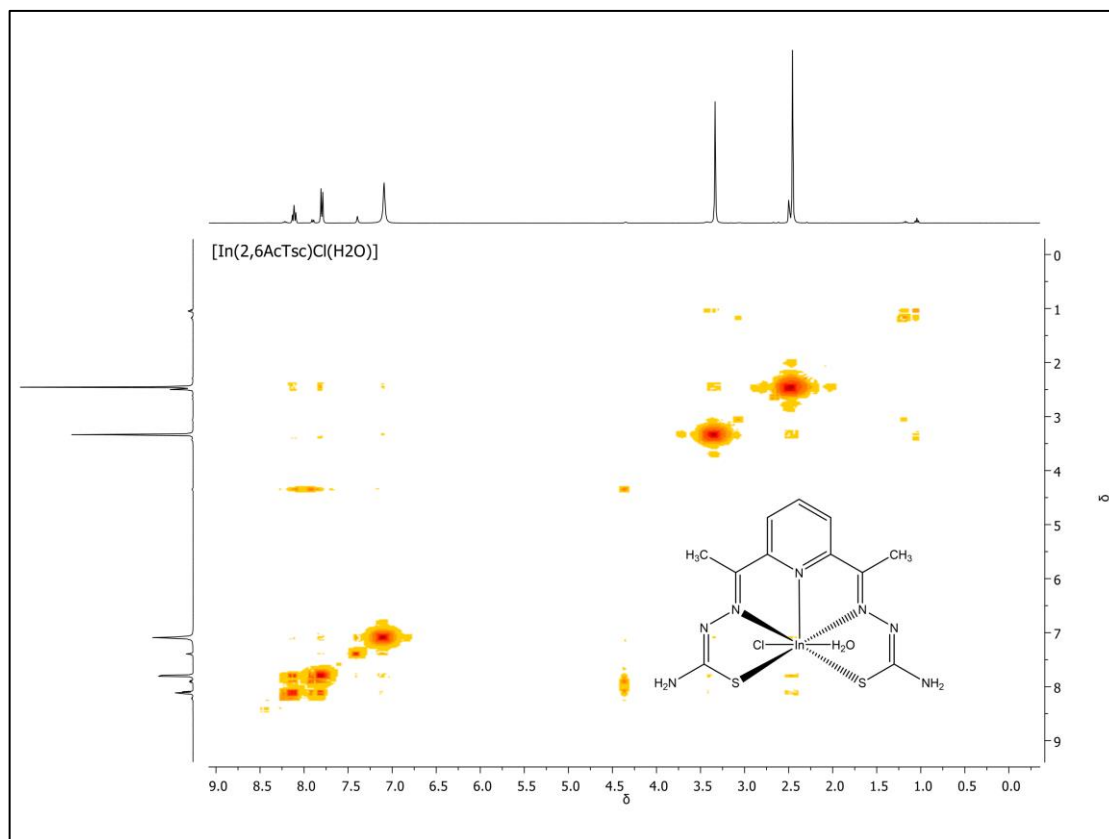 [In(2,6AcTsc)Cl(H2O)]
0
1
2
3
4
5
6
7
8
9
δ
H₃C
CH₃
N
N
N
N
N
Cl
In
H₂O
H₂N
S
S
NH₂
9.0 8.5 8.0 7.5 7.0 6.5 6.0 5.5 5.0 4.5 4.0 3.5 3.0 2.5 2.0 1.5 1.0 0.5 0.0
δ